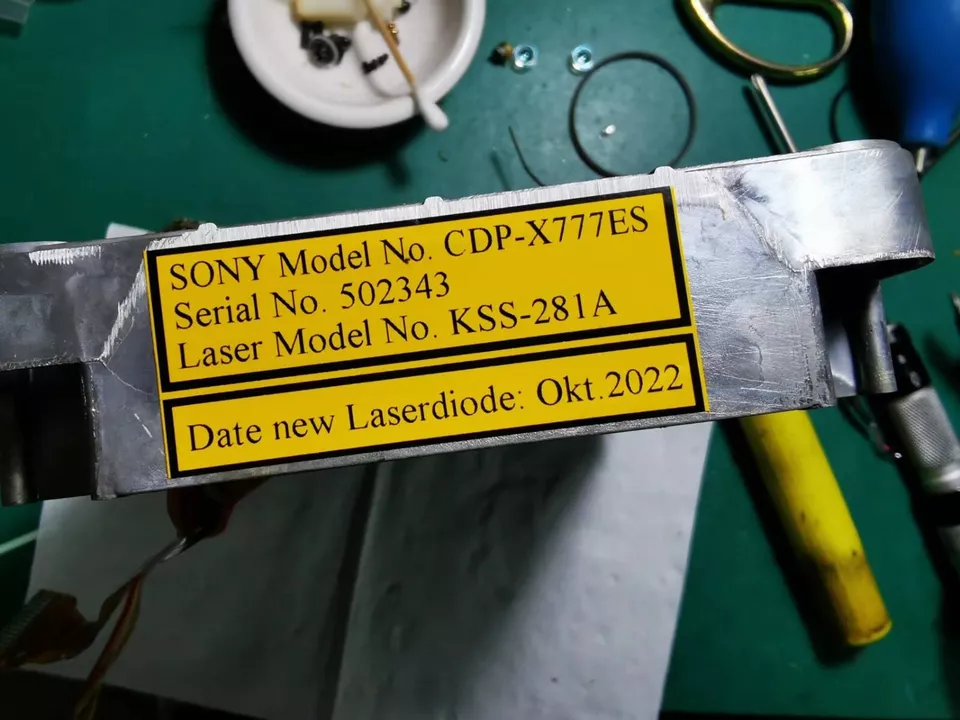 SONY Model No. CDP-X777ES
Serial No. 502343
Laser Model No. KSS-281A
Date new Laserdiode: Okt.2022